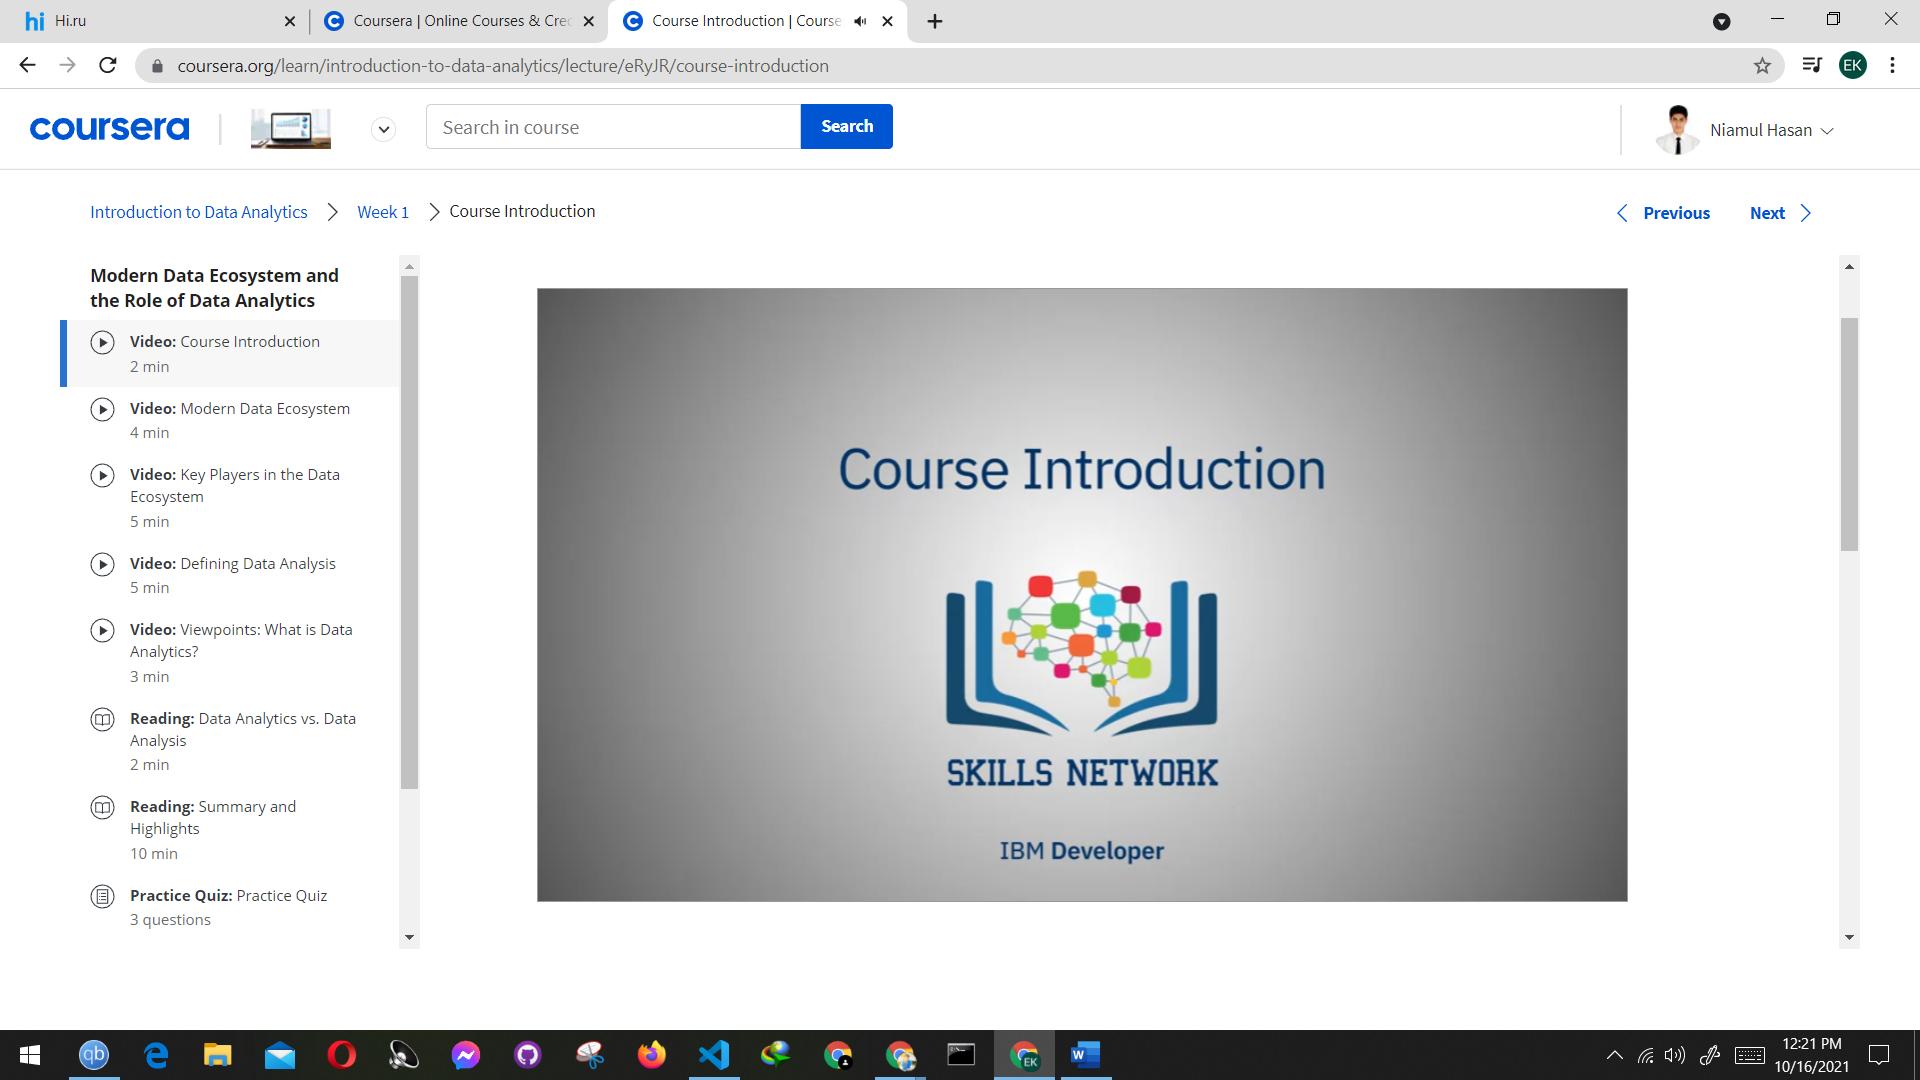 Hi.ru
Coursera | Online Courses & Cre
Course Introduction | Course
coursera.org/learn/introduction-to-data-analytics/lecture/eRyJR/course-introduction
EK
coursera
Search in course
Search
Niamul Hasan
Introduction to Data Analytics
Week 1
Course Introduction
Previous
Next
Modern Data Ecosystem and
the Role of Data Analytics
Video: Course Introduction
2 min
Video: Modern Data Ecosystem
4 min
Video: Key Players in the Data
Ecosystem
5 min
Video: Defining Data Analysis
5 min
Video: Viewpoints: What is Data
Analytics?
3 min
Reading: Data Analytics vs. Data
Analysis
2 min
Reading: Summary and
Highlights
10 min
Practice Quiz: Practice Quiz
3 questions
Course Introduction
SKILLS NETWORK
IBM Developer
12:21 PM
10/16/2021